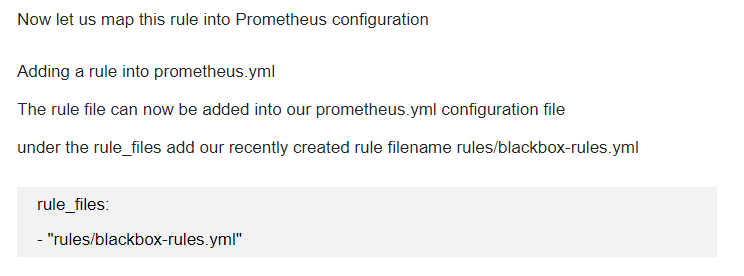 Now let us map this rule into Prometheus configuration
Adding a rule into prometheus.yml
The rule file can now be added into our prometheus.yml configuration file
under the rule_files add our recently created rule filename rules/blackbox-rules.yml
rule_files:
- "rules/blackbox-rules.yml"